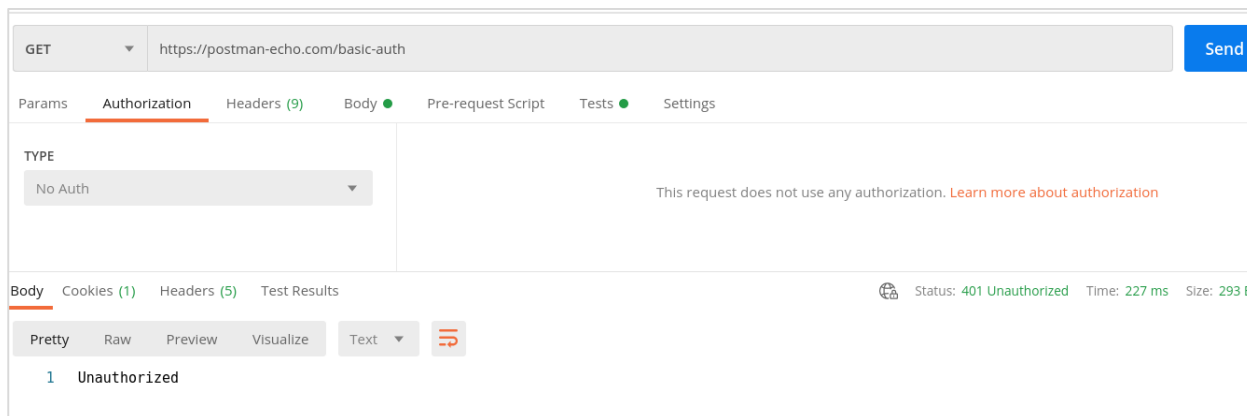 GET https://postman-echo.com/basic-auth Send
Params Authorization Headers (9) Body Pre-request Script Tests Settings
TYPE
No Auth
This request does not use any authorization. Learn more about authorization
Body Cookies (1) Headers (5) Test Results Status: 401 Unauthorized Time: 227 ms Size: 293
Pretty Raw Preview Visualize Text
1 Unauthorized